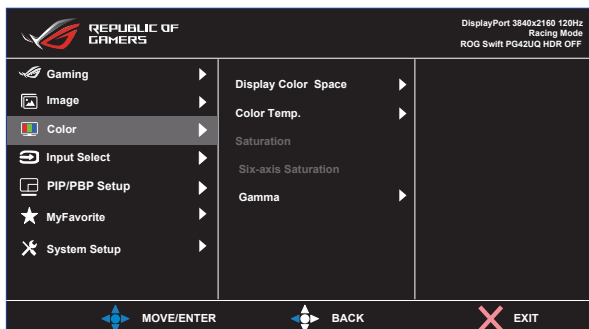 REPUBLIC OF
GAMERS
DisplayPort 3840x2160 120Hz
Racing Mode
ROG Swift PG42UQ HDR OFF
Gaming
Image
Color
Input Select
PIP/PBP Setup
MyFavorite
System Setup
Display Color Space
Color Temp.
Saturation
Six-axis Saturation
Gamma
MOVE/ENTER
BACK
EXIT